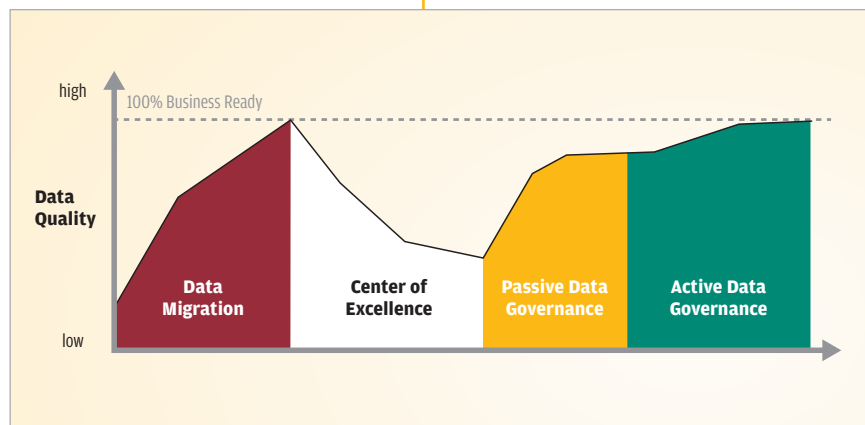 high
100% Business Ready
Data
Quality
Data
Migration
Center of
Excellence
Passive Data
Governance
Active Data
Governance
low